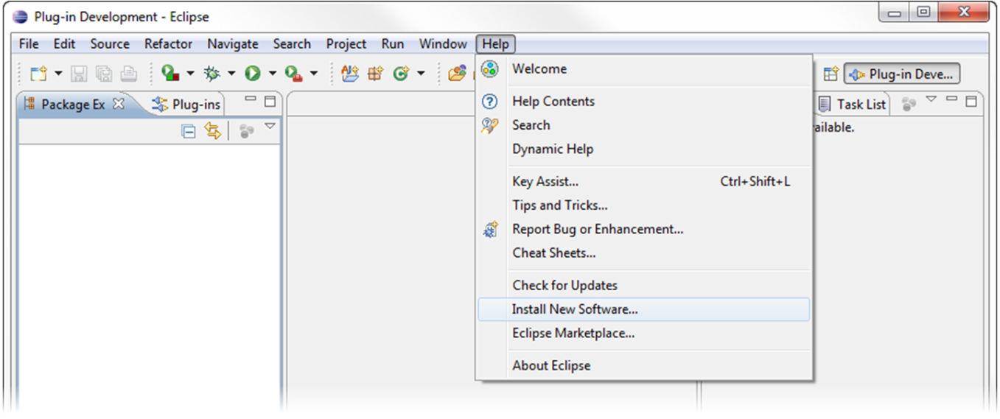 Plug-in Development - Eclipse
File Edit Source Refactor Navigate Search Project Run Window Help
Plug-in Deve...
Package Ex Plug-ins Task List
ailable.
Welcome
Help Contents
Search
Dynamic Help
Key Assist... Ctrl+Shift+L
Tips and Tricks...
Report Bug or Enhancement...
Cheat Sheets...
Check for Updates
Install New Software...
Eclipse Marketplace...
About Eclipse